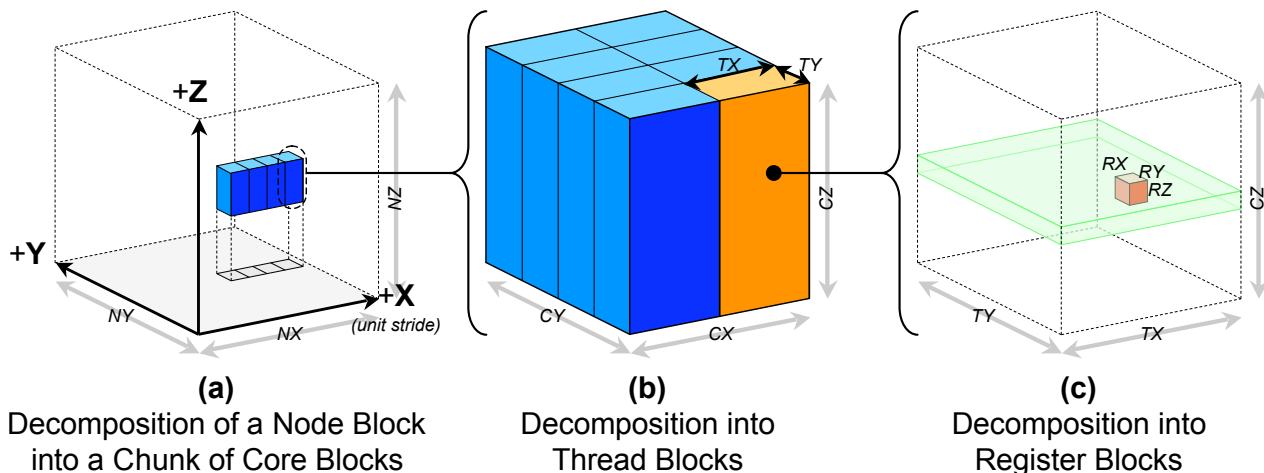 +Z
+Y
+X
(unit stride)
NY
NX
NZ
TX
TY
CY
CX
CZ
RX
RY
RZ
TY
TX
CZ
(a)
Decomposition of a Node Block
into a Chunk of Core Blocks
(b)
Decomposition into
Thread Blocks
(c)
Decomposition into
Register Blocks